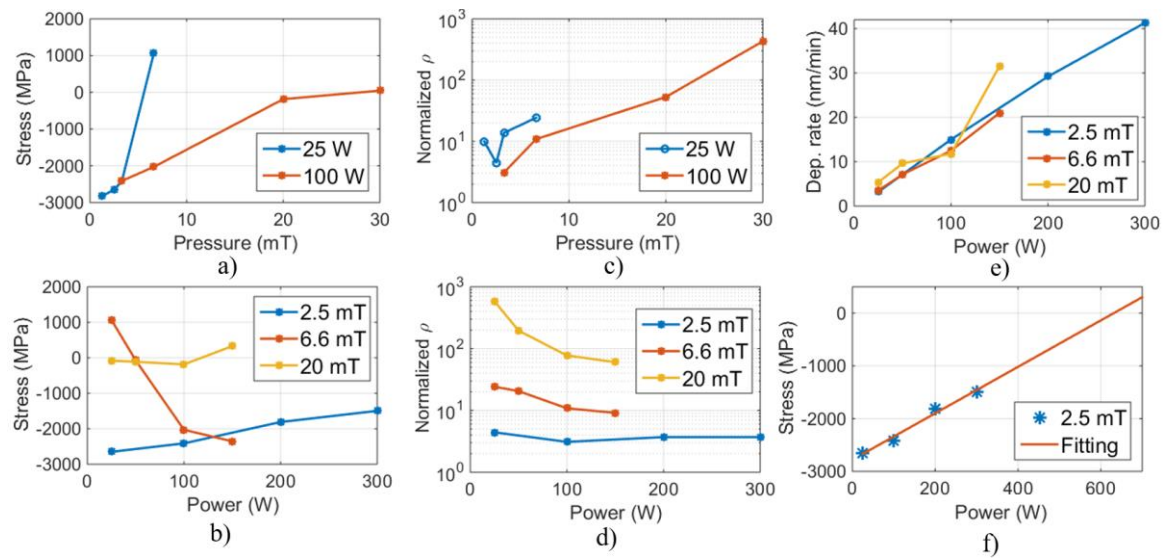 2000
1000
0
-1000
-2000
-3000
Stress (MPa)
25 W
100 W
0
10
20
30
Pressure (mT)
a)
10³
10²
10¹
10⁰
Normalized ρ
25 W
100 W
0
10
20
30
Pressure (mT)
c)
40
30
20
10
0
Dep. rate (nm/min)
2.5 mT
6.6 mT
20 mT
0
100
200
300
Power (W)
e)
2000
1000
0
-1000
-2000
-3000
Stress (MPa)
2.5 mT
6.6 mT
20 mT
0
100
200
300
Power (W)
b)
10³
10²
10¹
10⁰
Normalized ρ
2.5 mT
6.6 mT
20 mT
0
100
200
300
Power (W)
d)
0
-1000
-2000
-3000
Stress (MPa)
2.5 mT
Fitting
0
200
400
600
Power (W)
f)